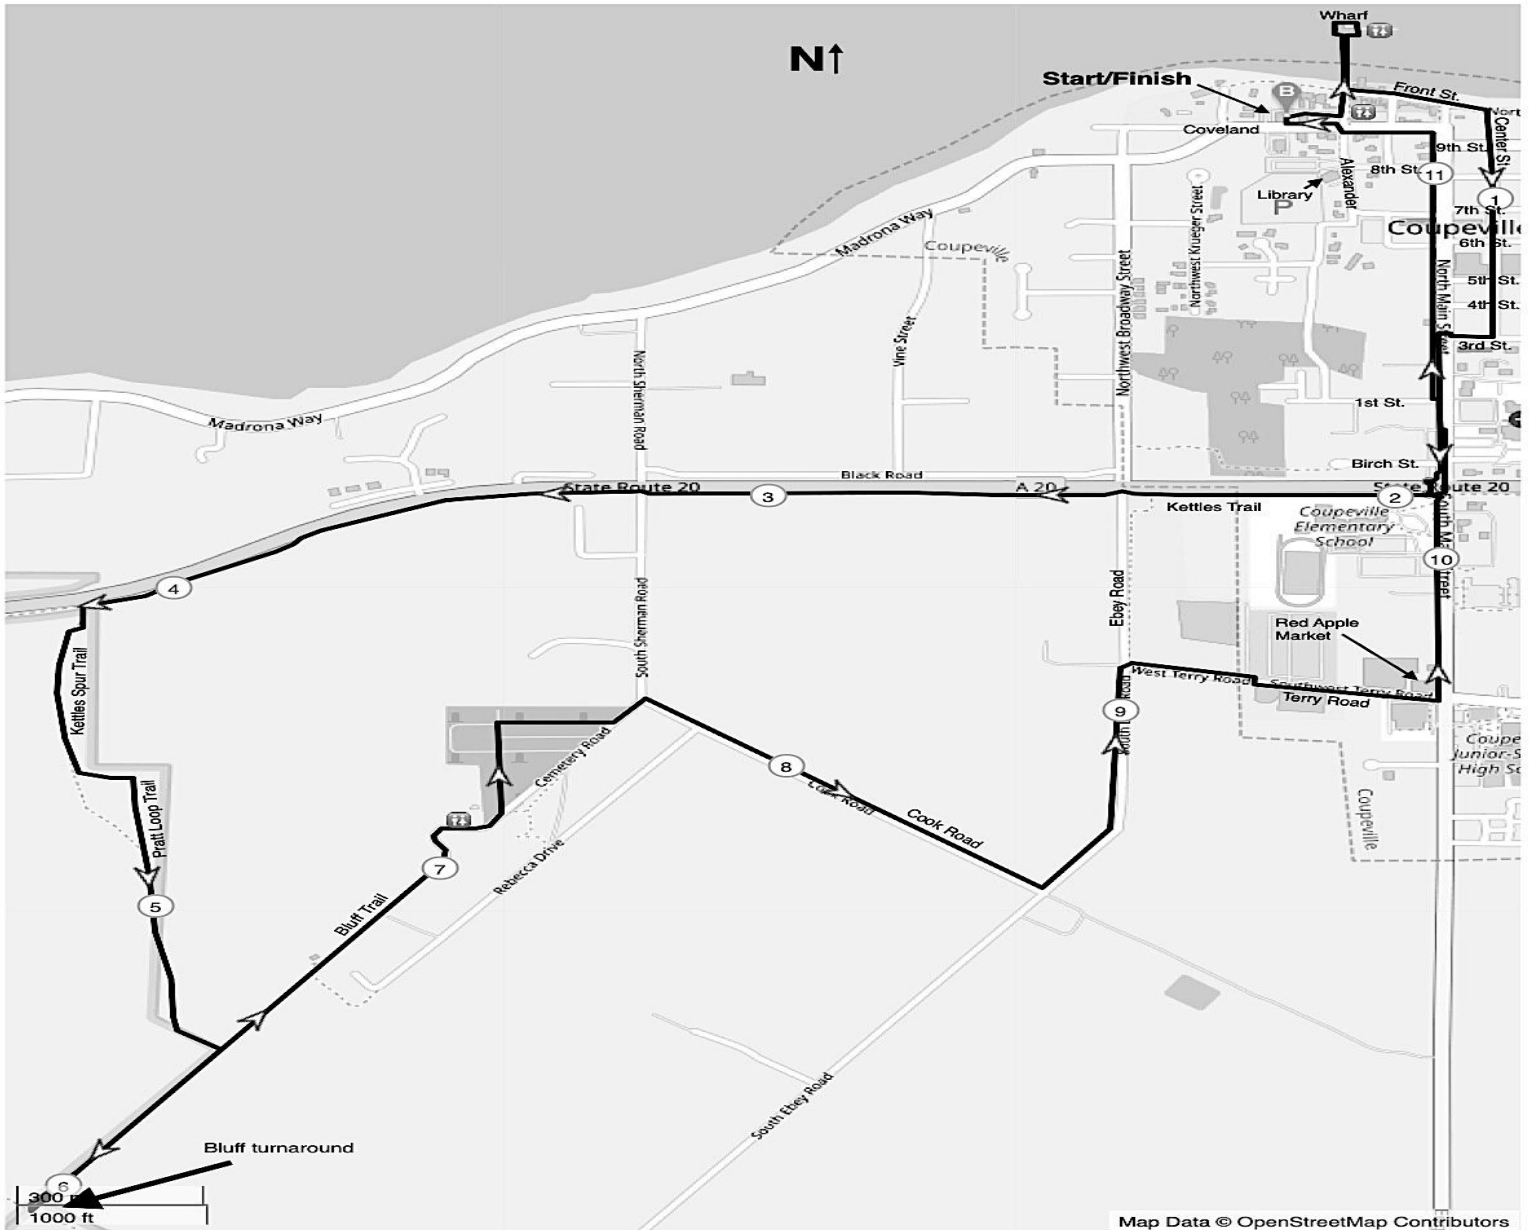 Wharf
N↑
Start/Finish
B
Front St.
Nort
Coveland
Center St
9th St.
8th St.
11
Alexander
Library
P
1
7th St.
Coupeville
6th St.
Madrona Way
Coupeville
Northwest Krueger Street
Northwest Broadway Street
North Main Street
5th St.
4th St.
3rd St.
Vine Street
North Sherman Road
1st St.
Madrona Way
Birch St.
Black Road
State Route 20
3
A 20
2
State Route 20
Kettles Trail
Coupeville
Elementary
School
South Ma
treet
10
4
Ebey Road
South Sherman Road
Red Apple
Market
Kettles Spur Trail
West Terry Road
Southwest Terry Road
Terry Road
9
Road
Cemetery Road
Coupe
Junior-S
High Sc
8
Cook Road
Coupeville
Pratt Loop Trail
7
Rebecca Drive
5
Bluff Trail
South Ebey Road
Bluff turnaround
6
300
1000 ft
Map Data © OpenStreetMap Contributors